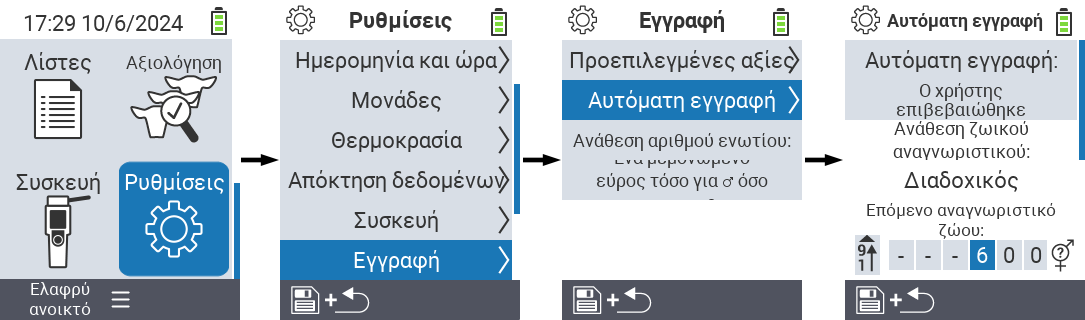 17:29 10/6/2024
Λίστες
Αξιολόγηση
Συσκευή
Ρυθμίσεις
Ελαφρύ
ανοικτό
Ρυθμίσεις
Ημερομηνία και ώρα
Μονάδες
Θερμοκρασία
Απόκτηση δεδομένων
Συσκευή
Εγγραφή
+
Εγγραφή
Προεπιλεγμένες αξίες
Αυτόματη εγγραφή
Ανάθεση αριθμού ενωτίου:
Ένα μεμονωμένο
εύρος τόσο για ♂ όσο
+
Αυτόματη εγγραφή
Αυτόματη εγγραφή:
Ο χρήστης
επιβεβαιώθηκε
Ανάθεση ζωικού
αναγνωριστικού:
Διαδοχικός
Επόμενο αναγνωριστικό
ζώου:
9
1
- - - 6 0 0
?
+